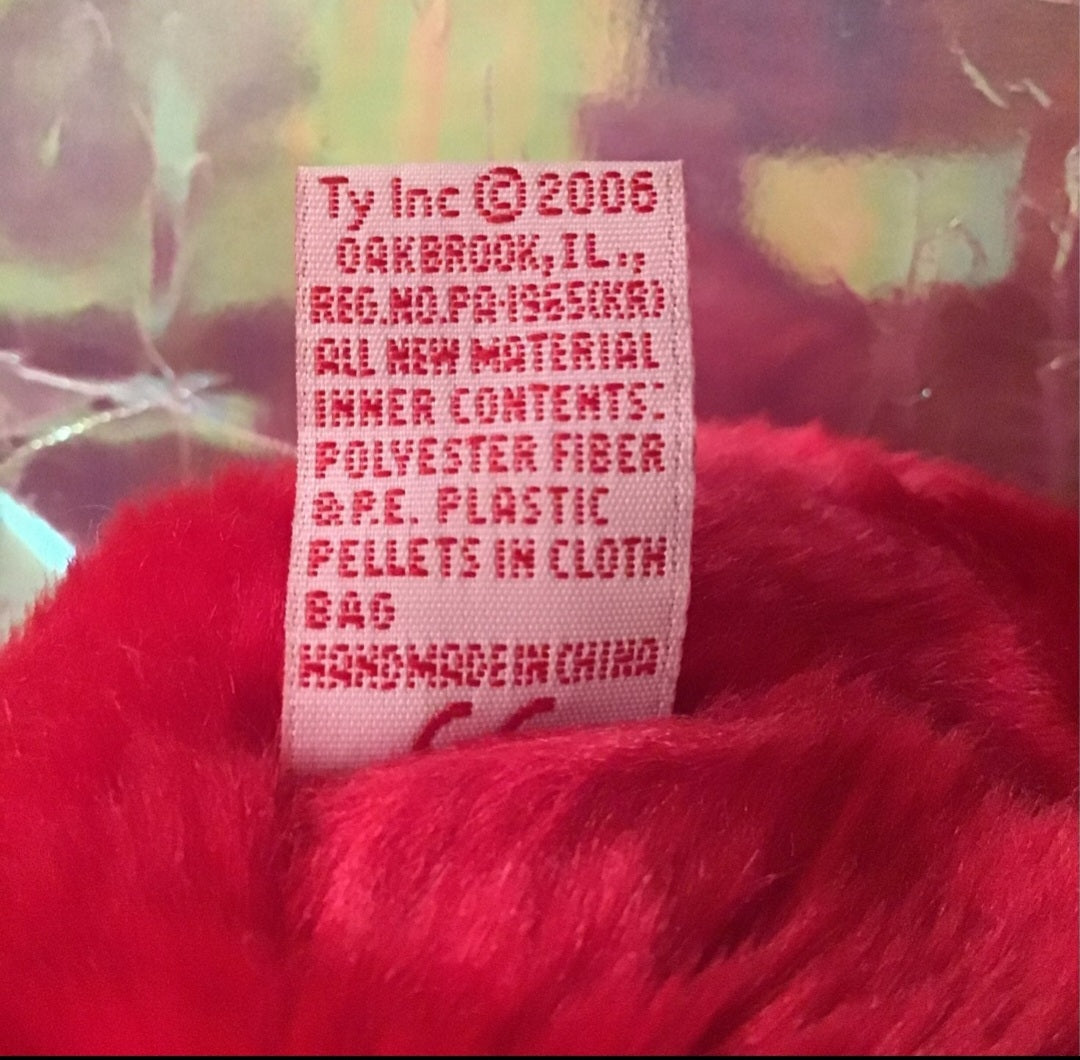 Ty Inc © 2006
OAKBROOK, IL.,
REG.NO.PA-1965(KR)
ALL NEW MATERIAL
INNER CONTENTS:
POLYESTER FIBER
& P.E. PLASTIC
PELLETS IN CLOTH
BAG
HANDMADE IN CHINA